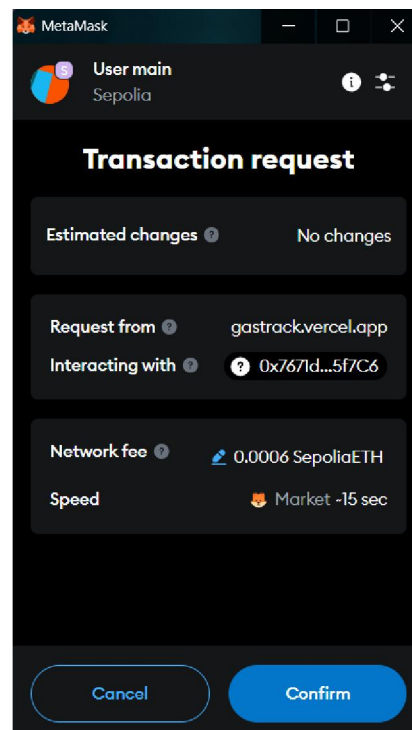 MetaMask
S
User main
Sepolia
Transaction request
Estimated changes ? No changes
Request from ? gastrack.vercel.app
Interacting with ? ? 0x7671d...5f7C6
Network fee ? 0.0006 SepoliaETH
Speed Market ~15 sec
Cancel Confirm